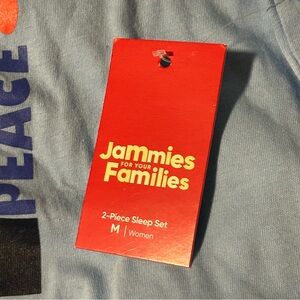 PEACE
Jammies
FOR YOUR
Families
2-Piece Sleep Set
M | Women